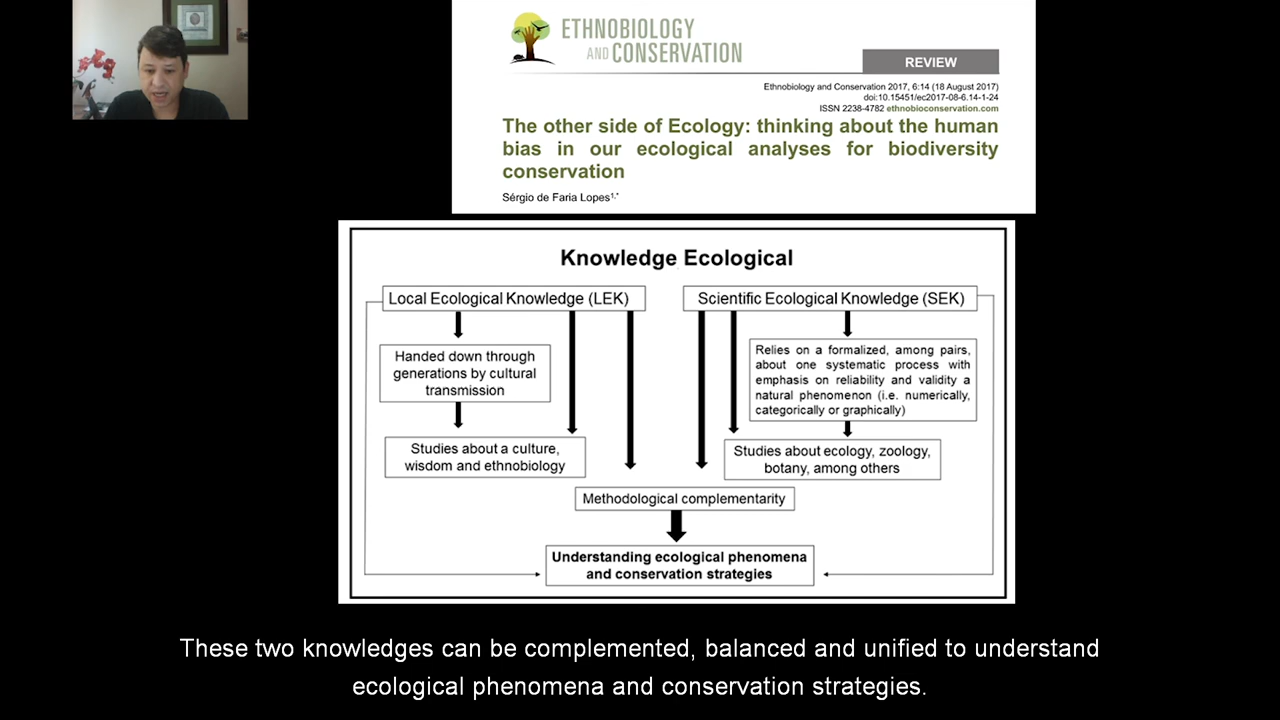 ETHNOBIOLOGY
AND CONSERVATION
REVIEW
Ethnobiology and Conservation 2017, 6:14 (18 August 2017)
doi:10.15451/ec2017-08-6.14-1-24
ISSN 2238-4782 ethnobioconservation.com
The other side of Ecology: thinking about the human
bias in our ecological analyses for biodiversity
conservation
Sérgio de Faria Lopes1,*
Knowledge Ecological
Local Ecological Knowledge (LEK)
Scientific Ecological Knowledge (SEK)
Handed down through
generations by cultural
transmission
Relies on a formalized, among pairs,
about one systematic process with
emphasis on reliability and validity a
natural phenomenon (i.e. numerically,
categorically or graphically)
Studies about a culture,
wisdom and ethnobiology
Studies about ecology, zoology,
botany, among others
Methodological complementarity
Understanding ecological phenomena
and conservation strategies
These two knowledges can be complemented, balanced and unified to understand
ecological phenomena and conservation strategies.